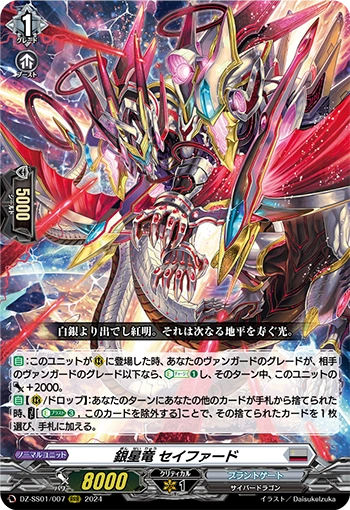 1
グレード
ブースト
5000
シールド
白銀より出でし紅明。それは次なる地平を寿ぐ光。
自:このユニットがRに登場した時、あなたのヴァンガードのグレードが、相手
のヴァンガードのグレード以下なら、1し、そのターン中、このユニットの
+2000。
自【R/ドロップ】:あなたのターンにあなたの他のカードが手札から捨てられた
時、【3,このカードを除外する】ことで、その捨てられたカードを1枚
選び、手札に加える。
ノーマルユニット
銀星竜 セイファード
パワー
8000
クリティカル
1
ブラントゲート
サイバードラゴン
DZ-SS01/007 RRR 2024
イラスト/ DaisukeIzuka